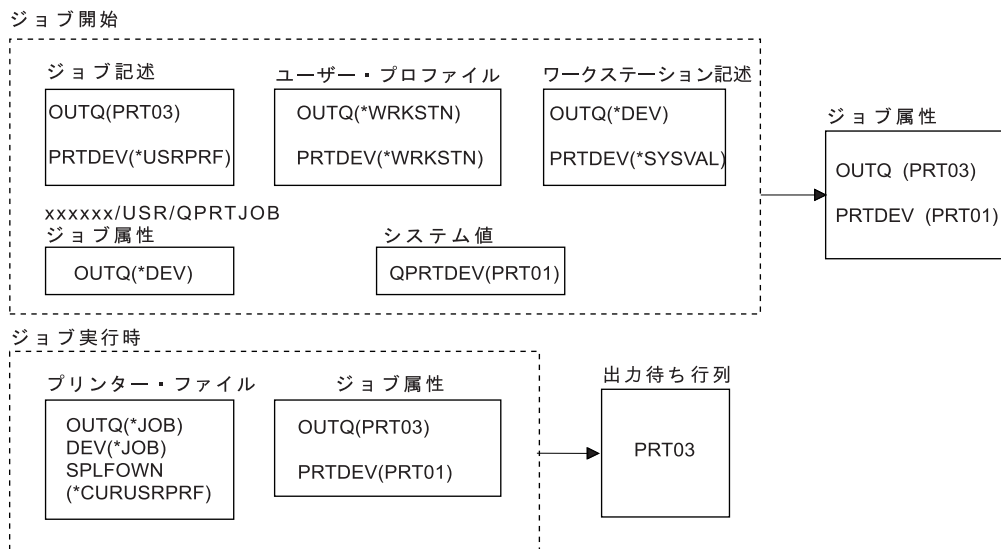 ジョブ開始
ジョブ記述
OUTQ(PRT03)
PRTDEV(*USRPRF)
ユーザー・プロファイル
OUTQ(*WRKSTN)
PRTDEV(*WRKSTN)
ワークステーション記述
OUTQ(*DEV)
PRTDEV(*SYSVAL)
ジョブ属性
OUTQ (PRT03)
PRTDEV (PRT01)
xxxxxx/USR/QPRTJOB
ジョブ属性
OUTQ(*DEV)
システム値
QPRTDEV(PRT01)
ジョブ実行時
プリンター・ファイル
OUTQ(*JOB)
DEV(*JOB)
SPLFOWN
(*CURUSRPRF)
ジョブ属性
OUTQ(PRT03)
PRTDEV(PRT01)
出力待ち行列
PRT03